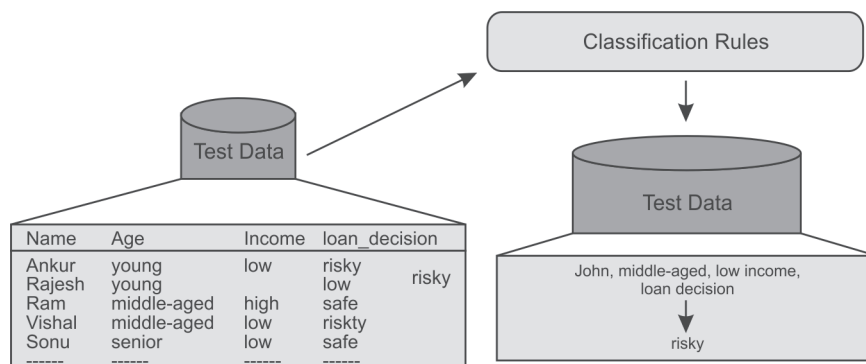 Classification Rules
Test Data
Test Data
Name Age Income loan_decision
Ankur young low risky
Rajesh young low risky
Ram middle-aged high safe
Vishal middle-aged low riskty
Sonu senior low safe
------ ------ ------ ------
John, middle-aged, low income,
loan decision
risky